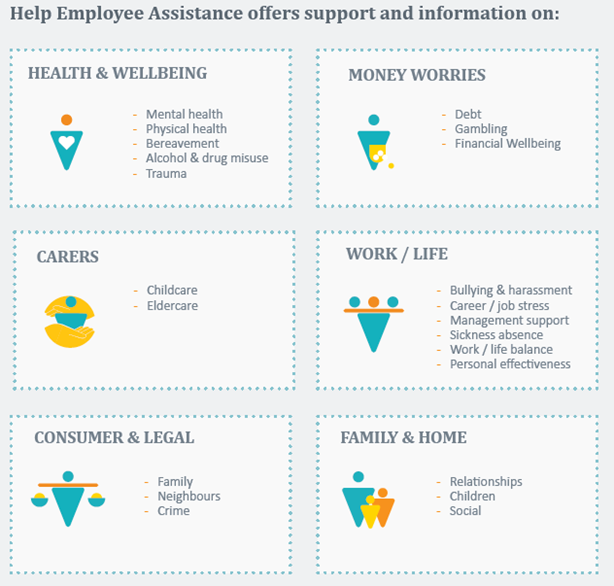 Help Employee Assistance offers support and information on:
HEALTH & WELLBEING
- Mental health
- Physical health
- Bereavement
- Alcohol & drug misuse
- Trauma
MONEY WORRIES
- Debt
- Gambling
- Financial Wellbeing
CARERS
- Childcare
- Eldercare
WORK / LIFE
- Bullying & harassment
- Career / job stress
- Management support
- Sickness absence
- Work / life balance
- Personal effectiveness
CONSUMER & LEGAL
- Family
- Neighbours
- Crime
FAMILY & HOME
- Relationships
- Children
- Social